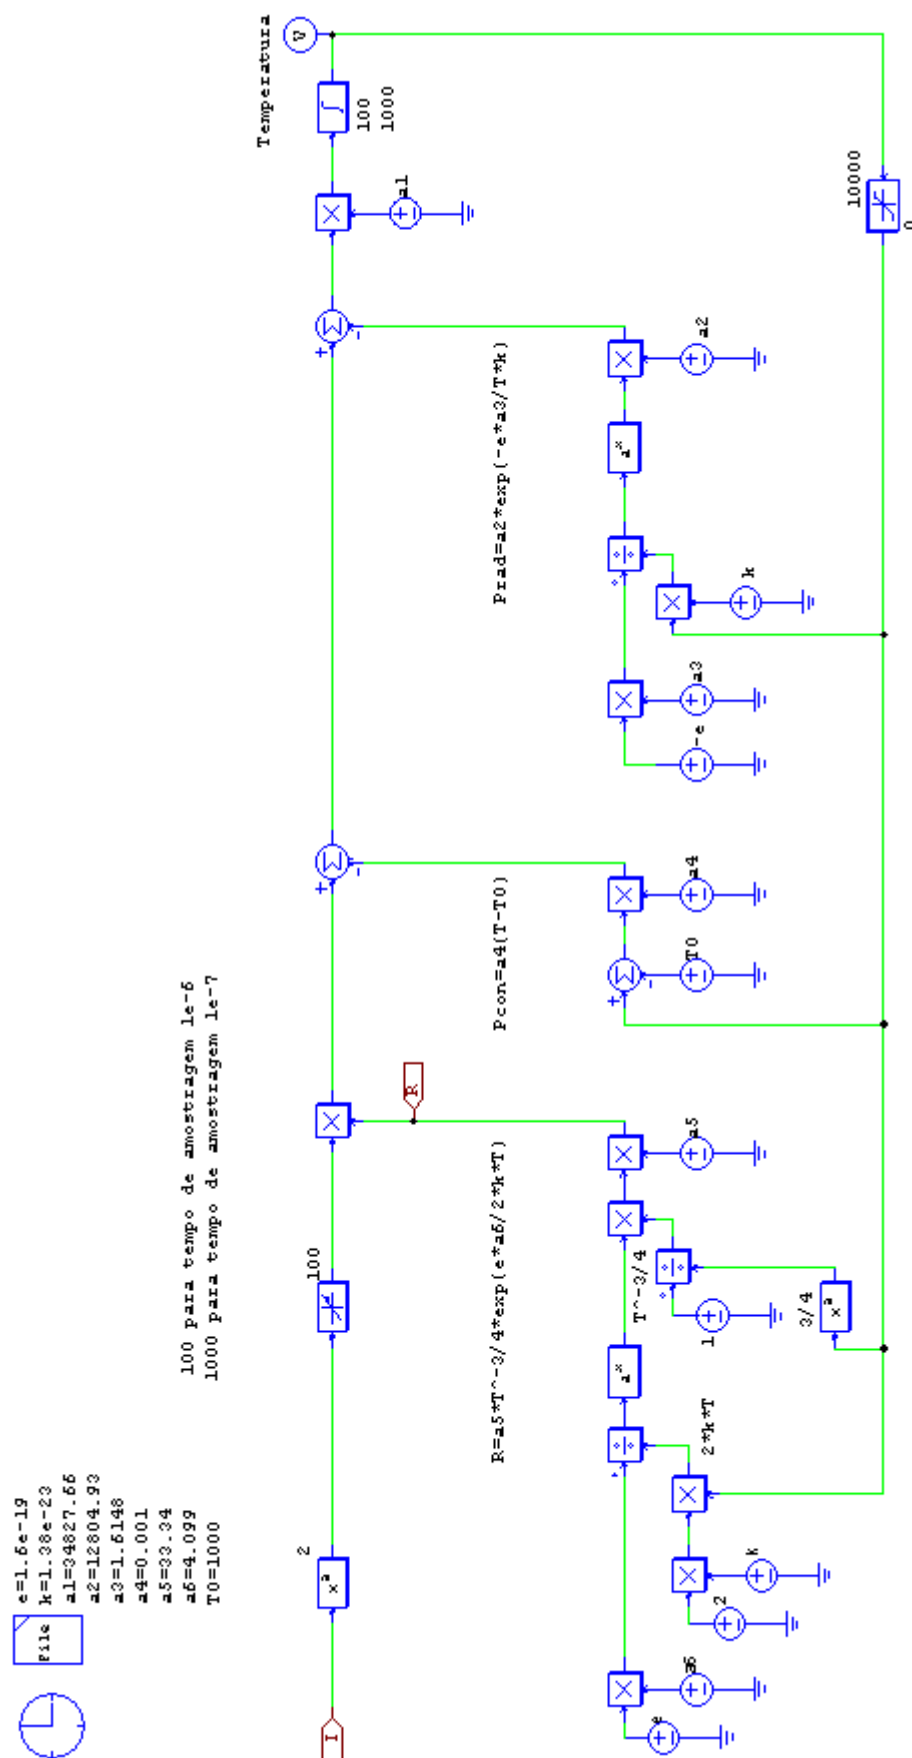 File
e=1.6e-19
k=1.38e-23
a1=34827.66
a2=12804.93
a3=1.6148
a4=0.001
a5=33.34
a6=4.099
T0=1000
100 para tempo de amostragem 1e-6
1000 para tempo de amostragem 1e-7
I
x^a
2
100
R
a1
100
1000
Temperatura
V
R=a5*T^-3/4*exp(e*a6/2*k*T)
Pcon=a4(T-T0)
Prad=a2*exp(-e*a3/T*k)
e
a6
2
k
2*k*T
a^x
1
T^-3/4
x^a
3/4
a5
T0
a4
-e
a3
k
a^x
a2
10000
0